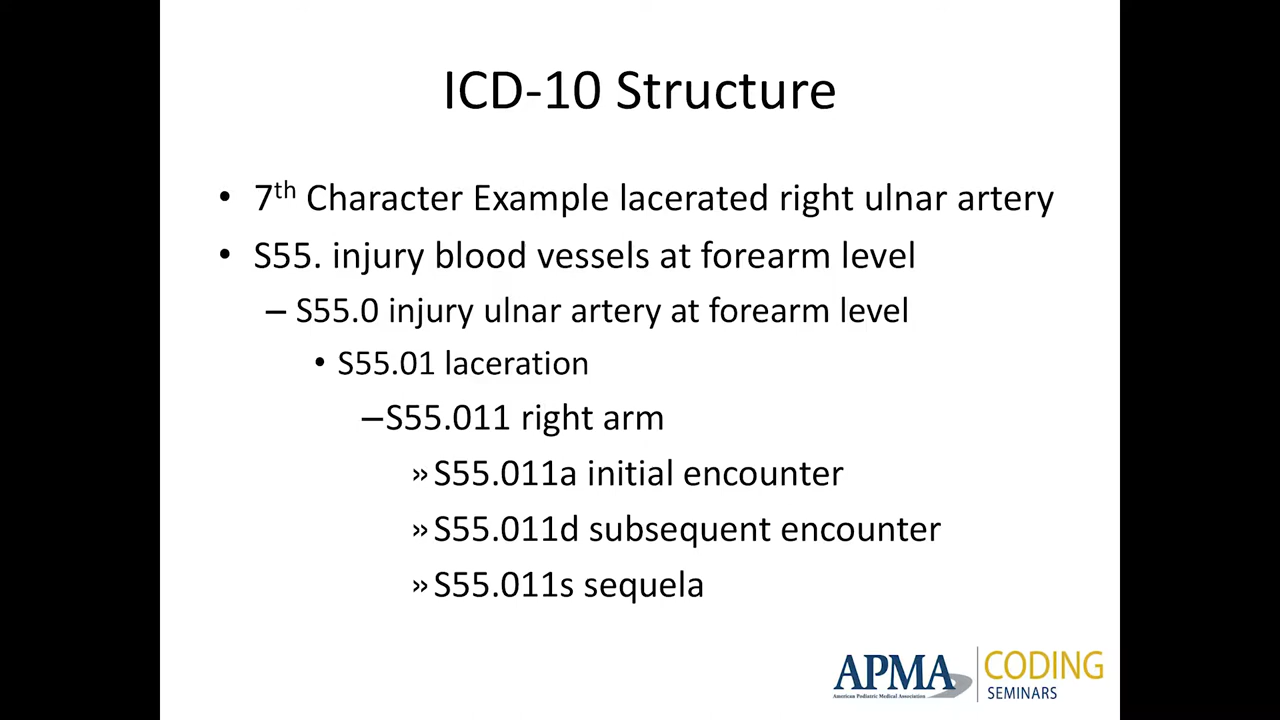 ICD-10 Structure
• 7th Character Example lacerated right ulnar artery
• S55. injury blood vessels at forearm level
– S55.0 injury ulnar artery at forearm level
• S55.01 laceration
–S55.011 right arm
»S55.011a initial encounter
»S55.011d subsequent encounter
»S55.011s sequela
APMA CODING
American Podiatric Medical Association SEMINARS